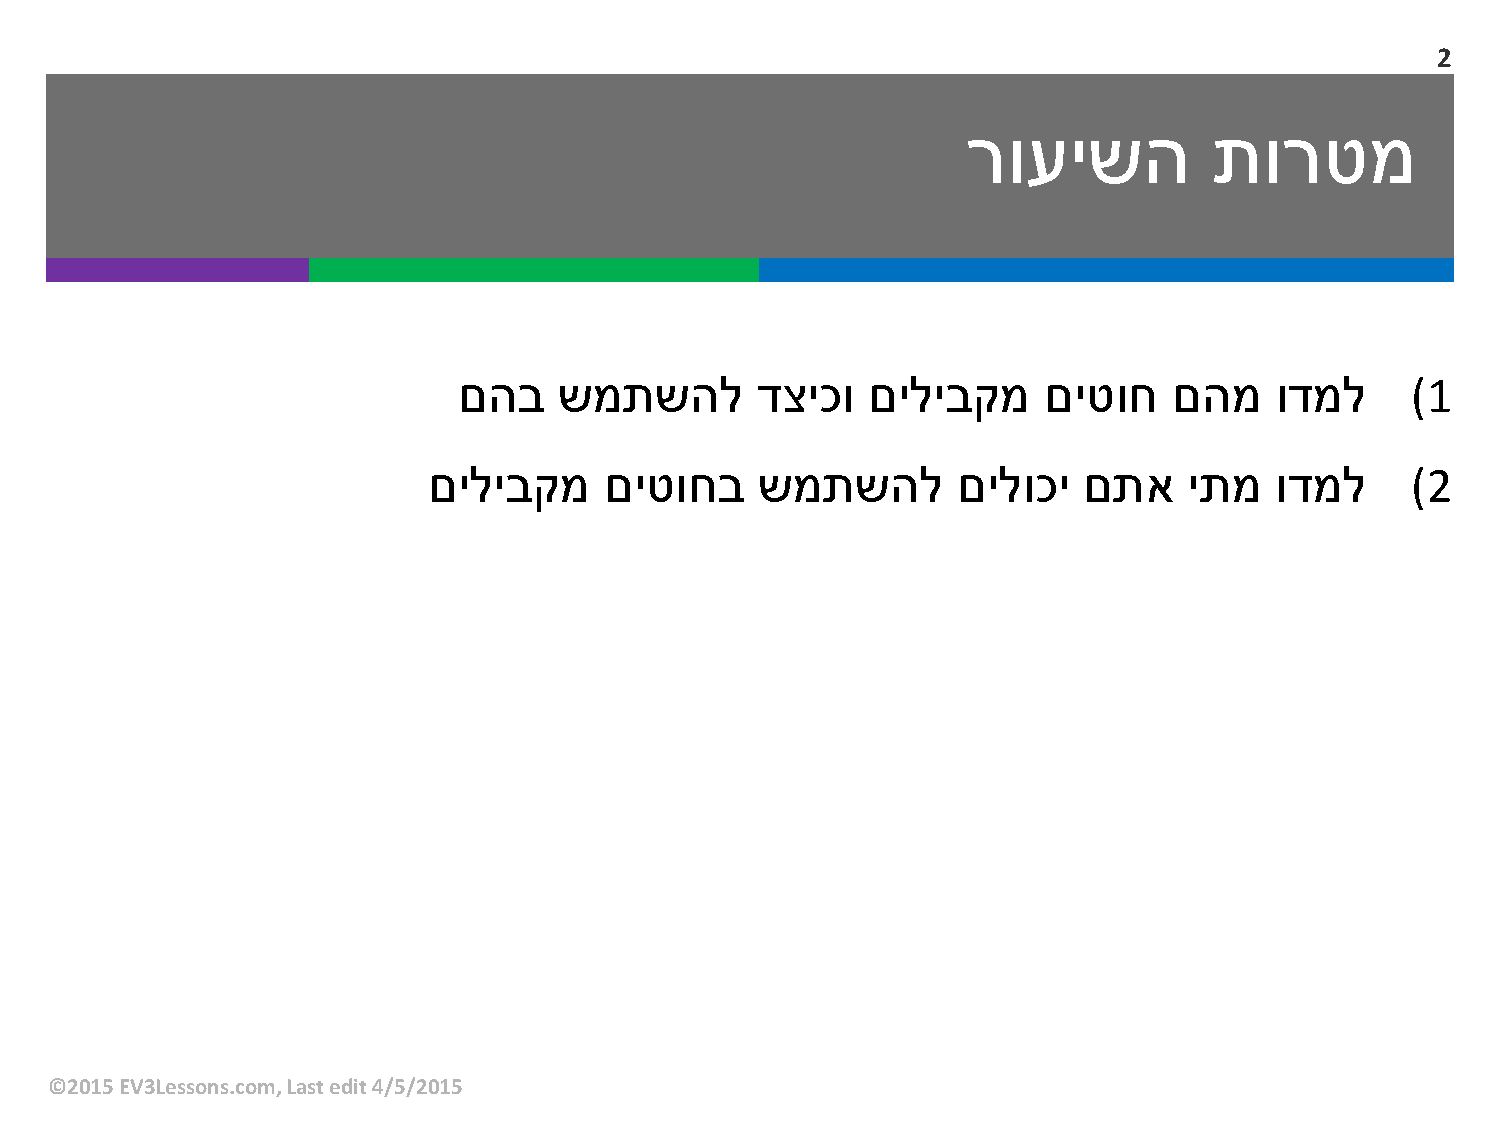 2
מטרות השיעור
1) למדו מהם חוטים מקבילים וכיצד להשתמש בהם
2) למדו מתי אתם יכולים להשתמש בחוטים מקבילים
©2015 EV3Lessons.com, Last edit 4/5/2015